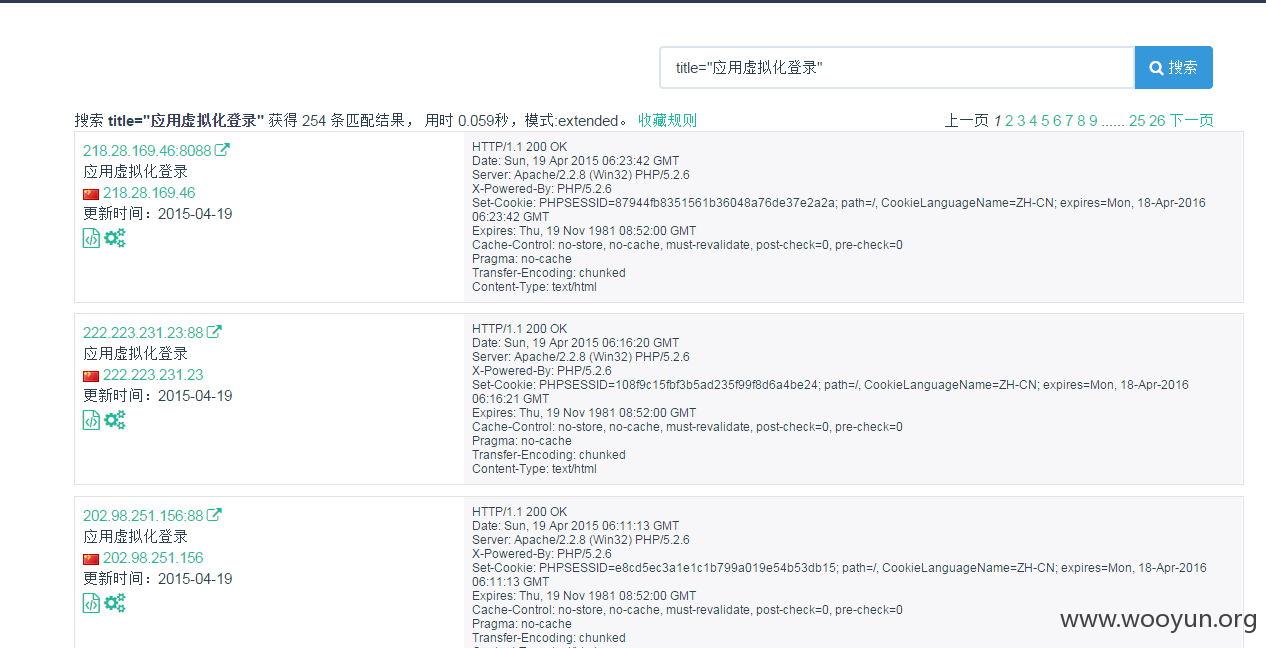 title="应用虚拟化登录"
搜索
搜索 title="应用虚拟化登录" 获得 254 条匹配结果， 用时 0.059秒，模式:extended。 收藏规则
上一页 1 2 3 4 5 6 7 8 9 ...... 25 26 下一页
218.28.169.46:8088
应用虚拟化登录
218.28.169.46
更新时间：2015-04-19
HTTP/1.1 200 OK
Date: Sun, 19 Apr 2015 06:23:42 GMT
Server: Apache/2.2.8 (Win32) PHP/5.2.6
X-Powered-By: PHP/5.2.6
Set-Cookie: PHPSESSID=87944fb8351561b36048a76de37e2a2a; path=/, CookieLanguageName=ZH-CN; expires=Mon, 18-Apr-2016
06:23:42 GMT
Expires: Thu, 19 Nov 1981 08:52:00 GMT
Cache-Control: no-store, no-cache, must-revalidate, post-check=0, pre-check=0
Pragma: no-cache
Transfer-Encoding: chunked
Content-Type: text/html
222.223.231.23:88
应用虚拟化登录
222.223.231.23
更新时间：2015-04-19
HTTP/1.1 200 OK
Date: Sun, 19 Apr 2015 06:16:20 GMT
Server: Apache/2.2.8 (Win32) PHP/5.2.6
X-Powered-By: PHP/5.2.6
Set-Cookie: PHPSESSID=108f9c15fbf3b5ad235f99f8d6a4be24; path=/, CookieLanguageName=ZH-CN; expires=Mon, 18-Apr-2016
06:16:21 GMT
Expires: Thu, 19 Nov 1981 08:52:00 GMT
Cache-Control: no-store, no-cache, must-revalidate, post-check=0, pre-check=0
Pragma: no-cache
Transfer-Encoding: chunked
Content-Type: text/html
202.98.251.156:88
应用虚拟化登录
202.98.251.156
更新时间：2015-04-19
HTTP/1.1 200 OK
Date: Sun, 19 Apr 2015 06:11:13 GMT
Server: Apache/2.2.8 (Win32) PHP/5.2.6
X-Powered-By: PHP/5.2.6
Set-Cookie: PHPSESSID=e8cd5ec3a1e1c1b799a019e54b53db15; path=/, CookieLanguageName=ZH-CN; expires=Mon, 18-Apr-2016
06:11:13 GMT
Expires: Thu, 19 Nov 1981 08:52:00 GMT
Cache-Control: no-store, no-cache, must-revalidate, post-check=0, pre-check=0
Pragma: no-cache
Transfer-Encoding: chunked
www.wooyun.org